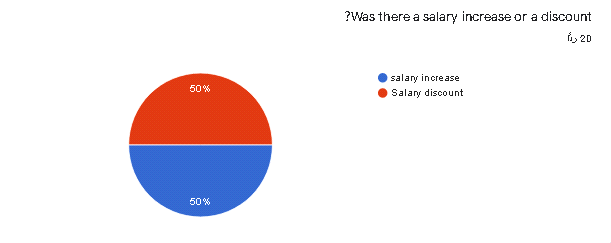 ?Was there a salary increase or a discount
20 ردًا
salary increase
Salary discount
50%
50%